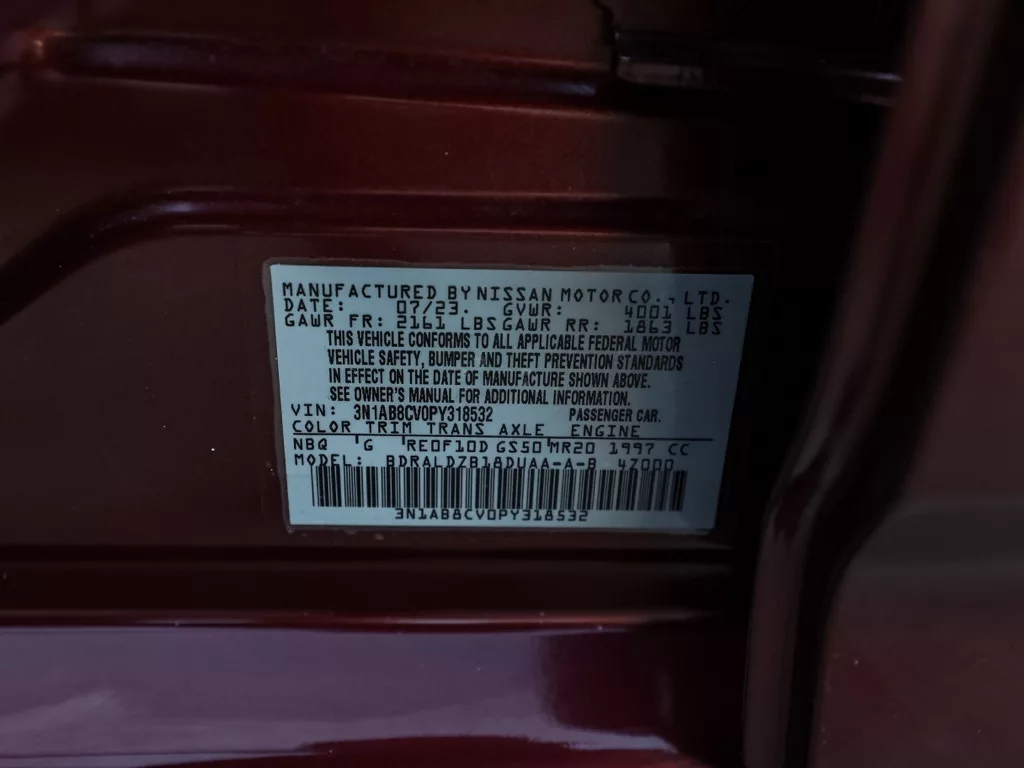 MANUFACTURED BY NISSAN MOTOR CO., LTD.
DATE: 07/23. GVWR: 4001 LBS
GAWR FR: 2161 LBS GAWR RR: 1863 LBS
THIS VEHICLE CONFORMS TO ALL APPLICABLE FEDERAL MOTOR
VEHICLE SAFETY, BUMPER AND THEFT PREVENTION STANDARDS
IN EFFECT ON THE DATE OF MANUFACTURE SHOWN ABOVE.
SEE OWNER'S MANUAL FOR ADDITIONAL INFORMATION.
VIN: 3N1AB8CV0PY318532 PASSENGER CAR.
COLOR TRIM TRANS AXLE ENGINE
NBQ G RE0F10D GS50 MR20 1997 CC
MODEL: BDRALDZB18DUAA-A-B 47000
3N1AB8CV0PY318532